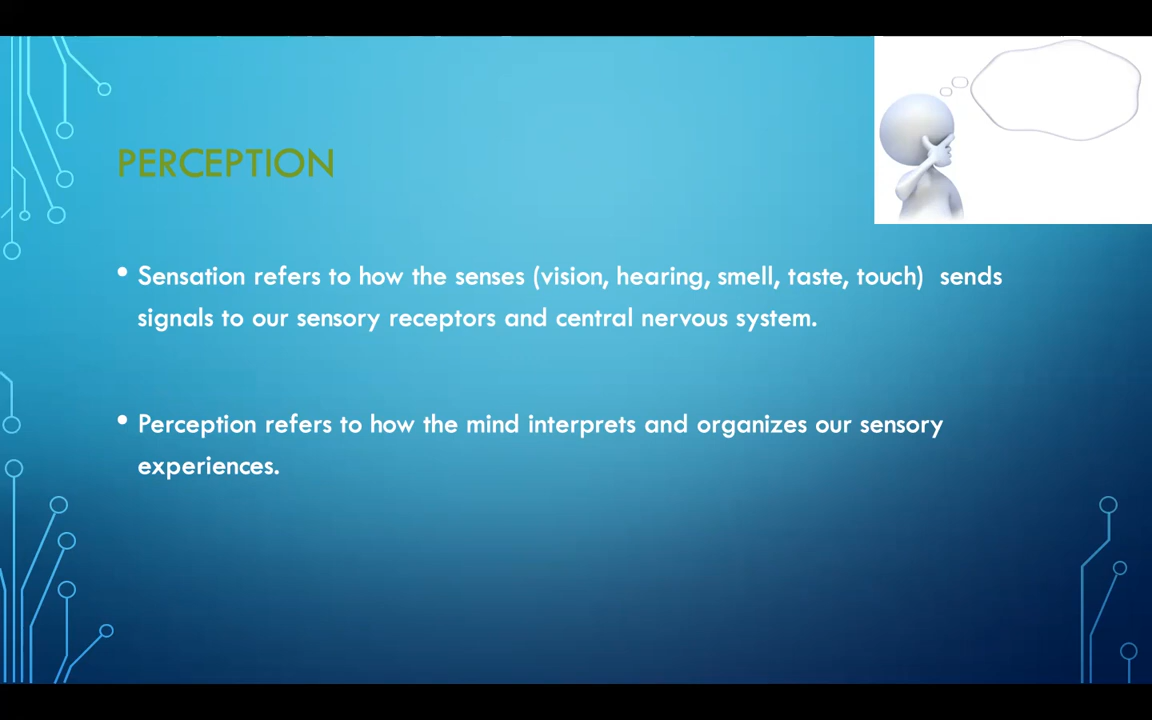 PERCEPTION
• Sensation refers to how the senses (vision, hearing, smell, taste, touch)  sends
signals to our sensory receptors and central nervous system.
• Perception refers to how the mind interprets and organizes our sensory
experiences.